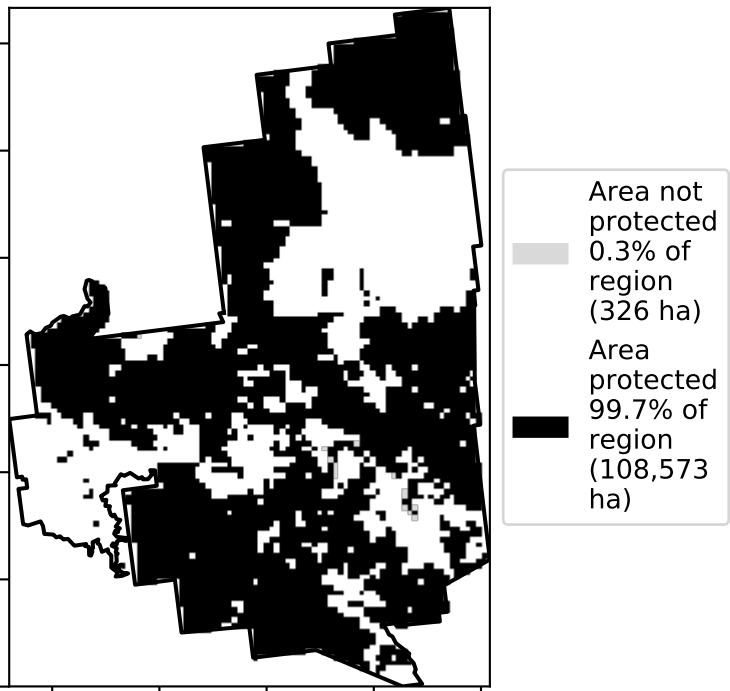 Area not
protected
0.3% of
region
(326 ha)
Area
protected
99.7% of
region
(108,573
ha)